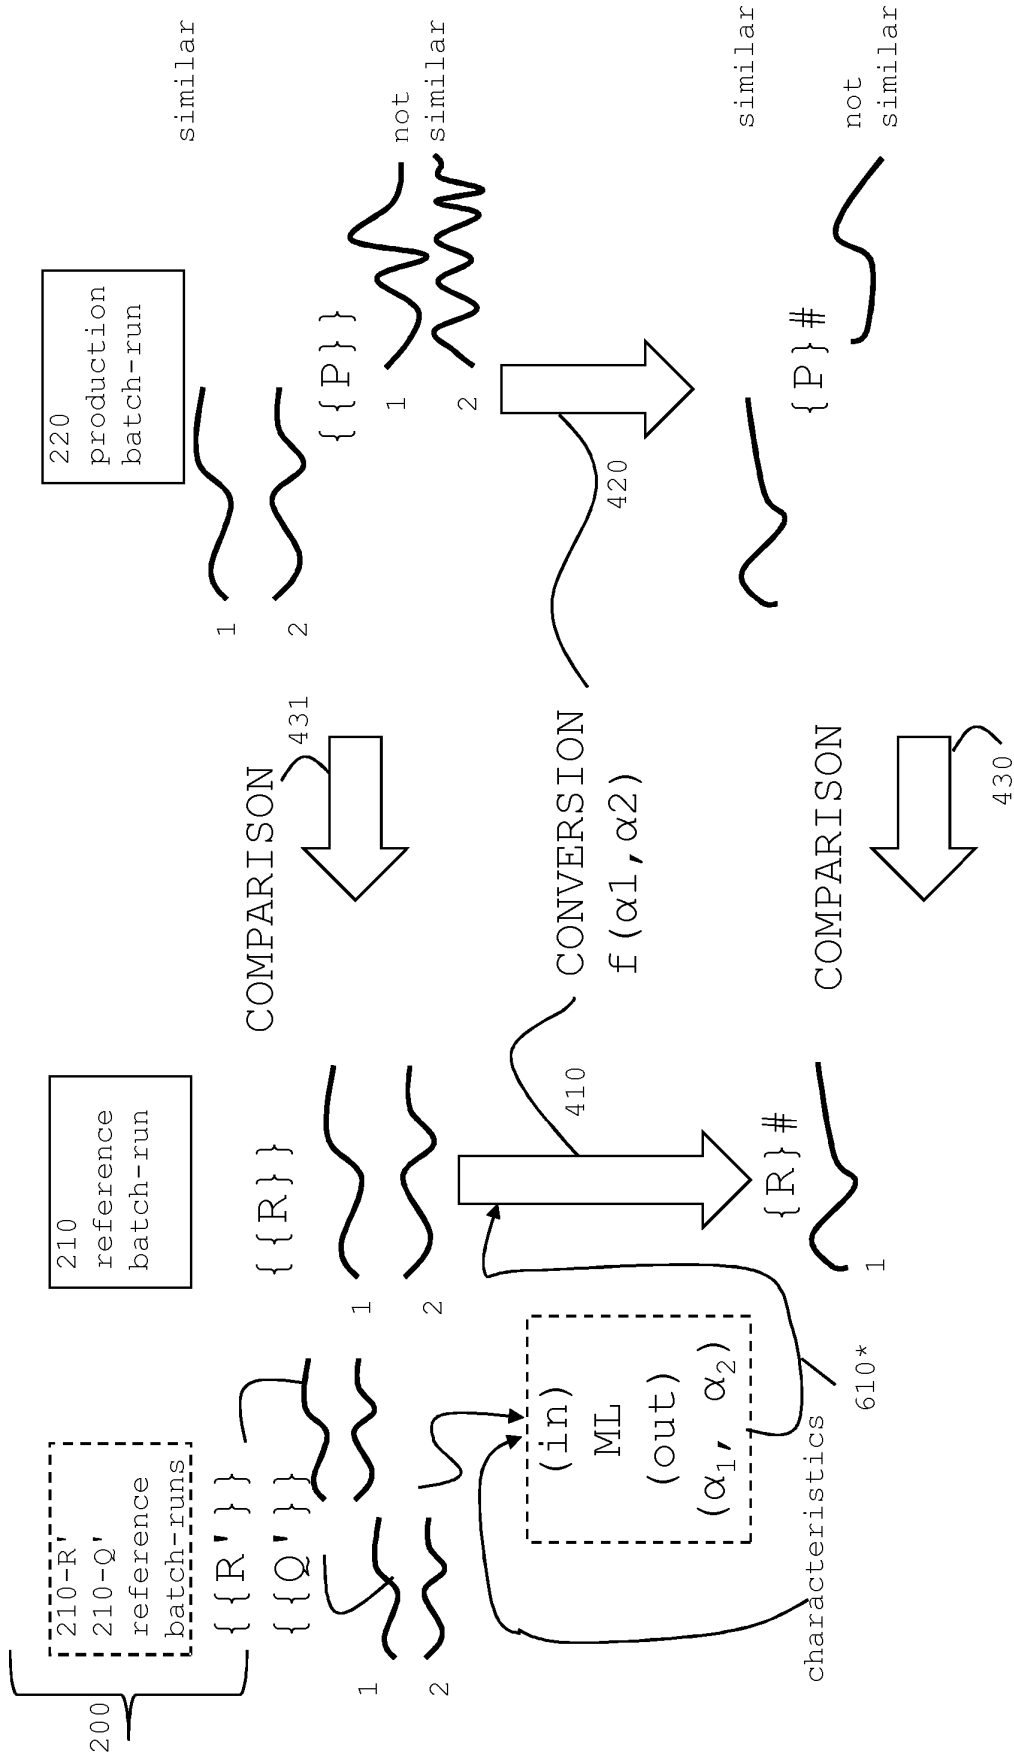 200
210-R'
210-Q'
reference
batch-runs
{{R'}}
{{Q'}}
1
2
characteristics
(in)
ML
(out)
(α1, α2)
610*
210
reference
batch-run
{{R}}
1
2
410
{R}#
1
COMPARISON
431
CONVERSION
f(α1,α2)
COMPARISON
430
220
production
batch-run
1
2
{{P}}
1
2
420
{P}#
similar
not
similar
similar
not
similar